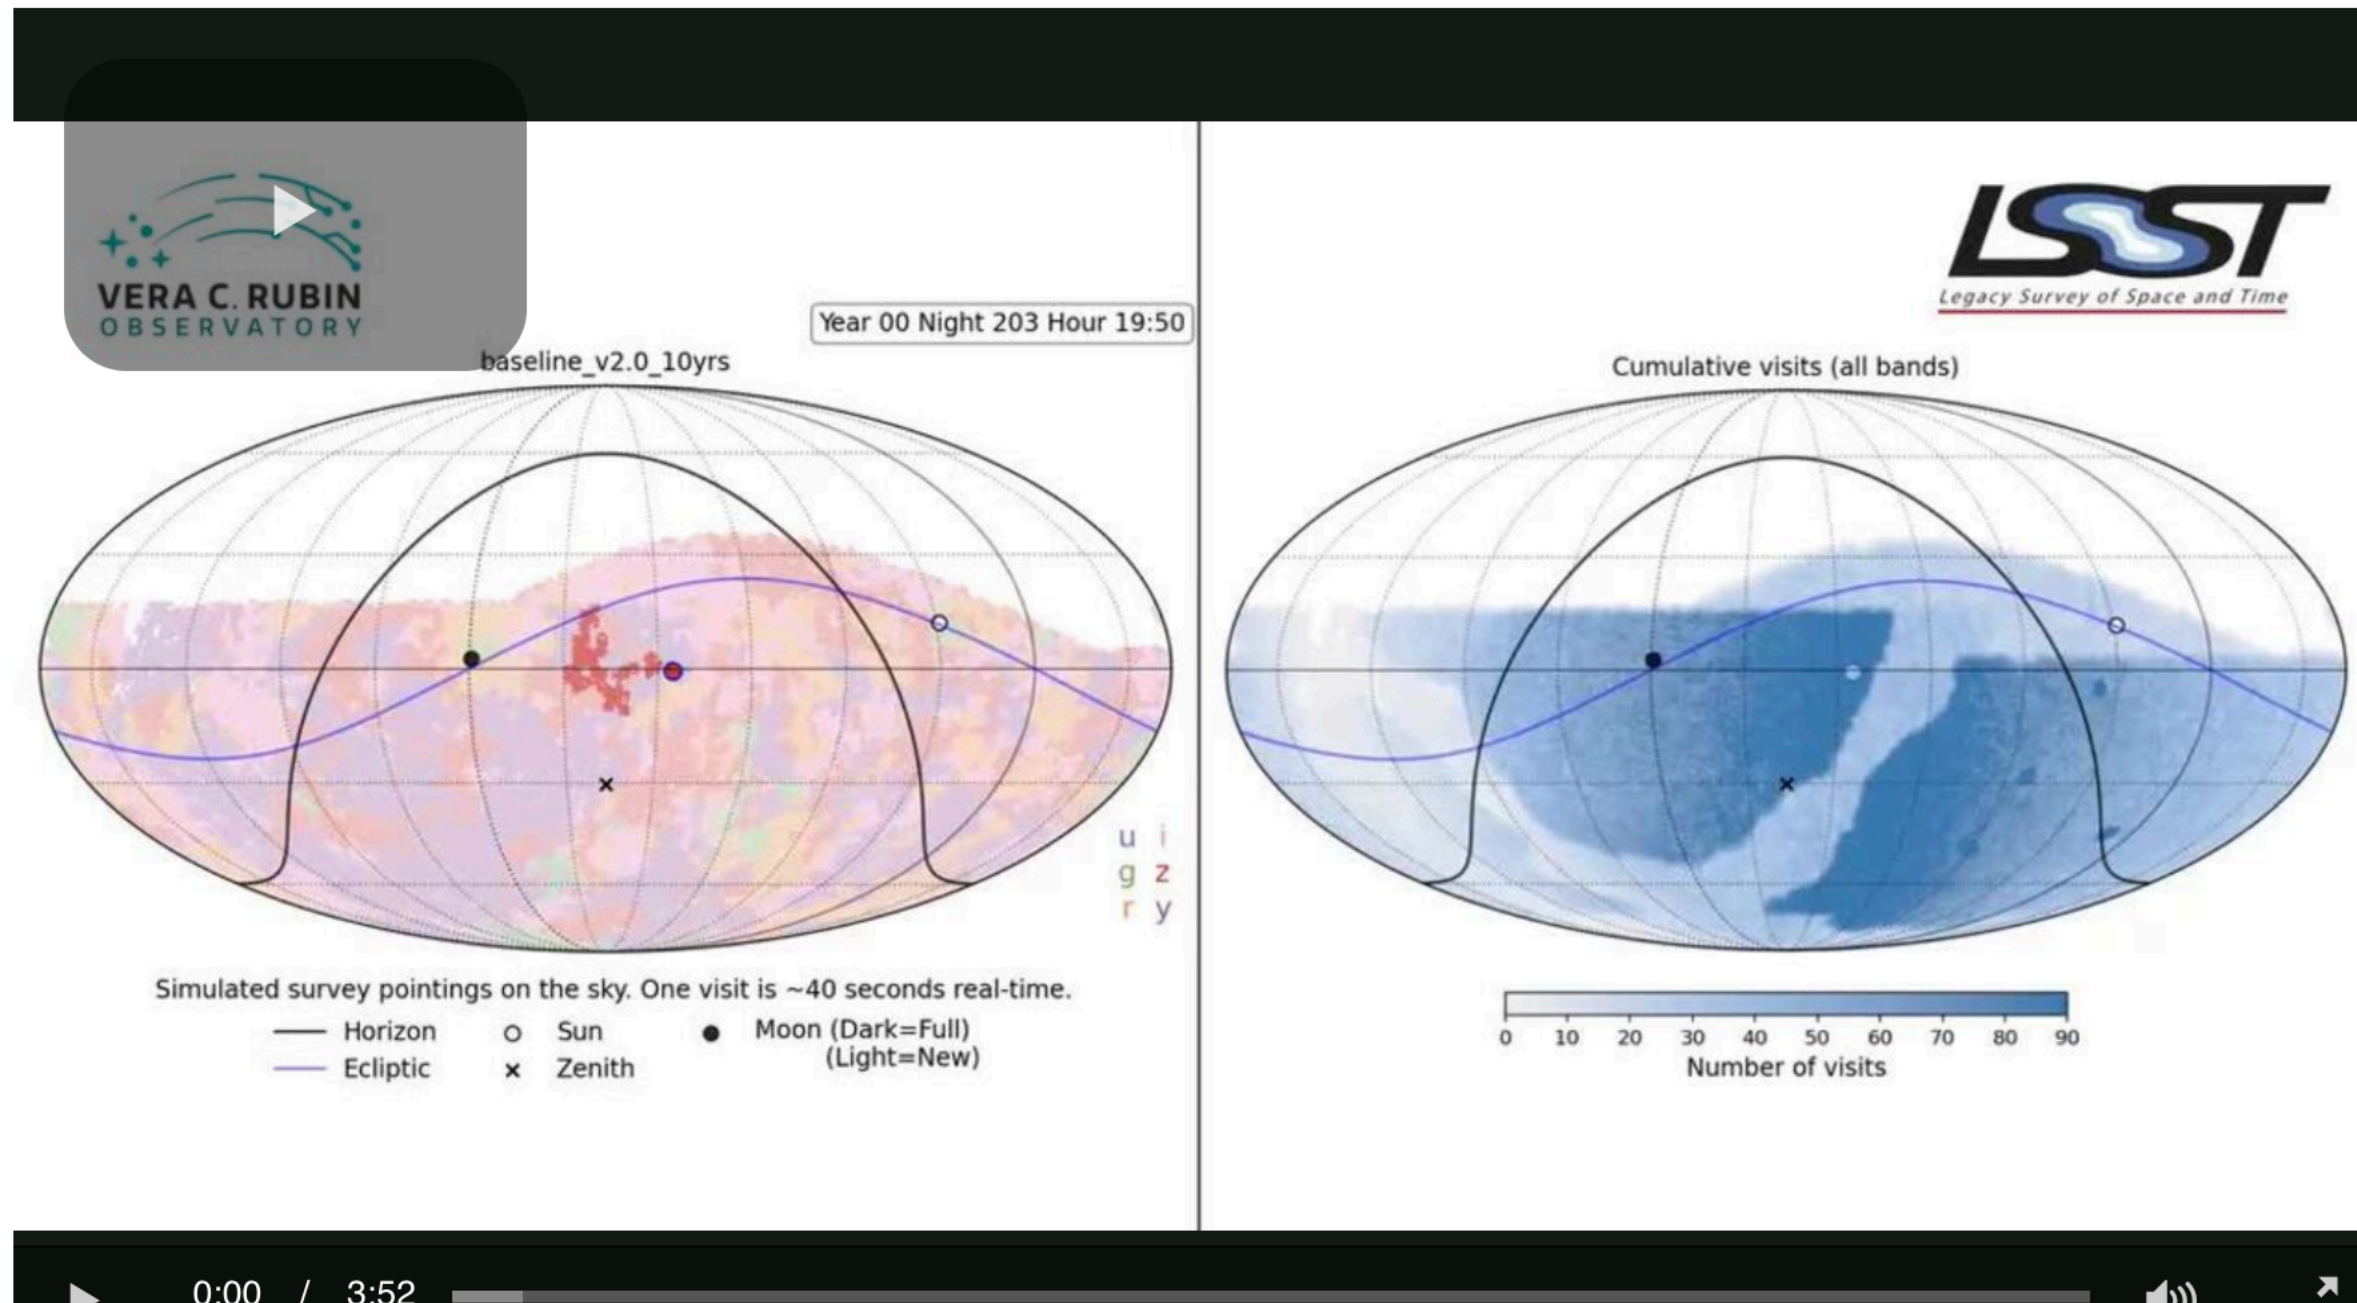 VERA C. RUBIN
OBSERVATORY
LSST
Legacy Survey of Space and Time
Year 00 Night 203 Hour 19:50
baseline_v2.0_10yrs
u i
g z
r y
Simulated survey pointings on the sky. One visit is ~40 seconds real-time.
Horizon
Sun
Moon (Dark=Full)
(Light=New)
Ecliptic
Zenith
Cumulative visits (all bands)
0 10 20 30 40 50 60 70 80 90
Number of visits
0:00 / 3:52